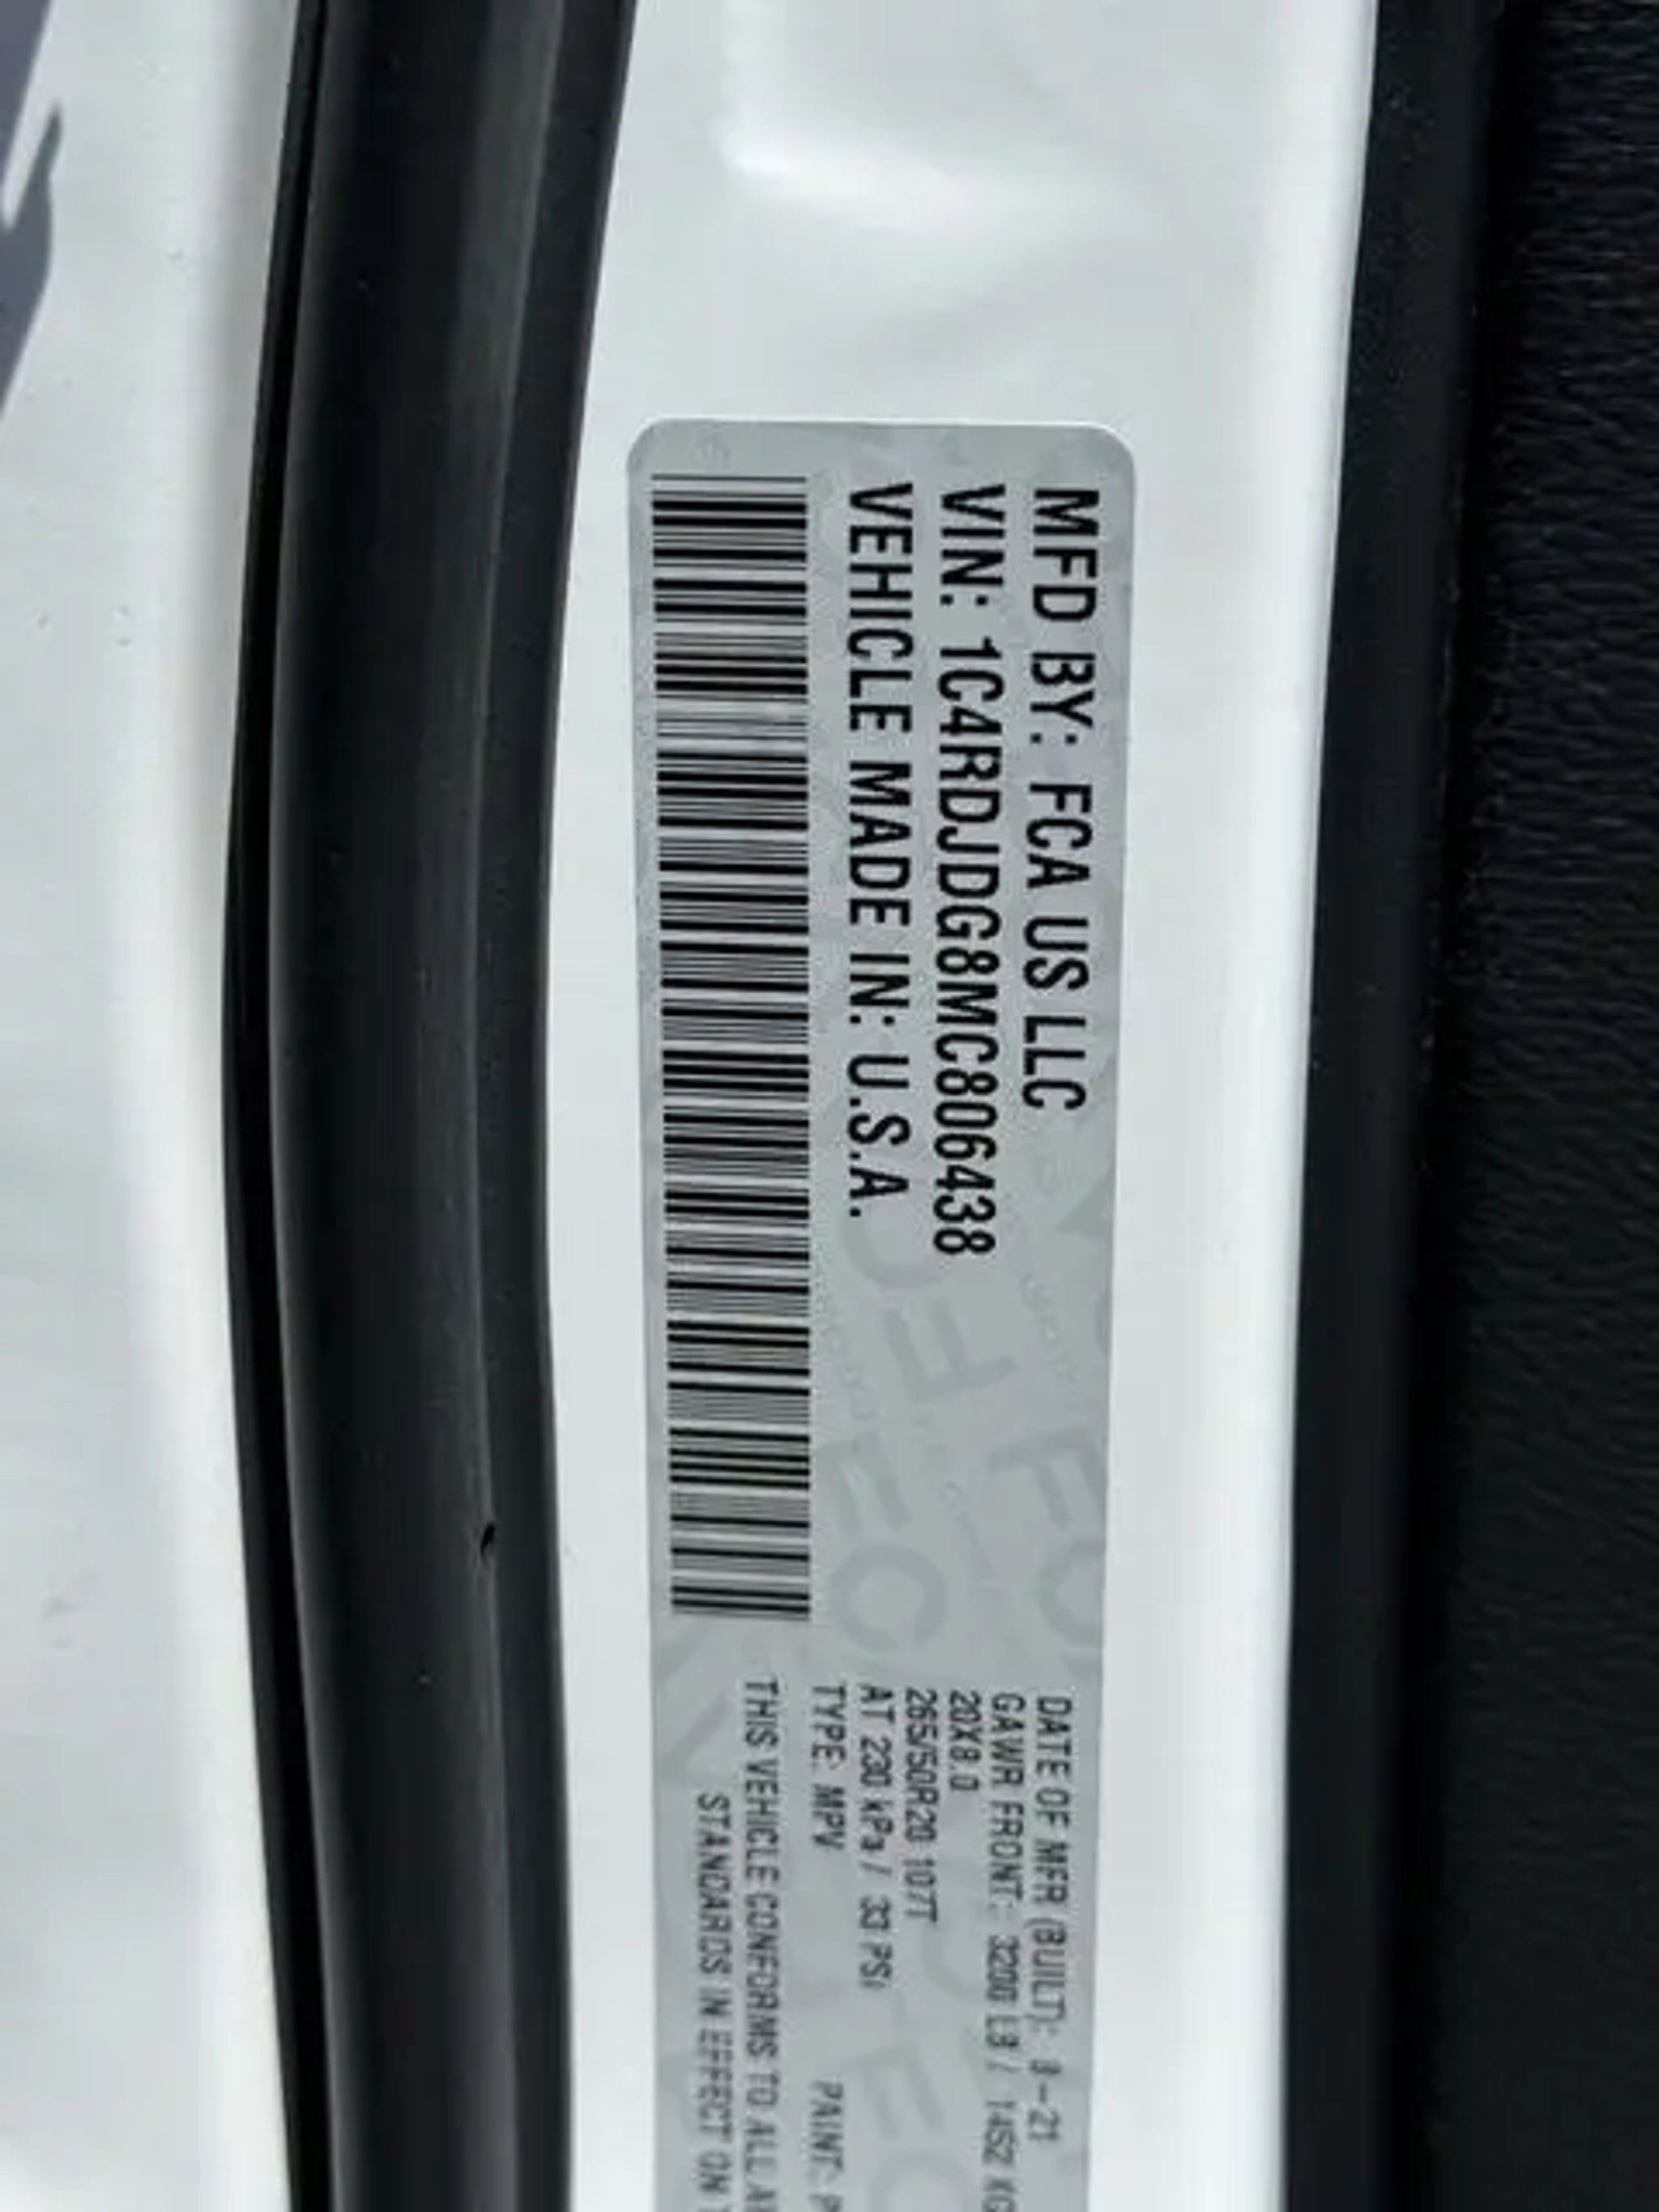 MFD BY: FCA US LLC
VIN: 1C4RDJDG8MC806438
VEHICLE MADE IN: U.S.A.
DATE OF MFR (BUILT):
GAWR FRONT: 3200 LB / 1452 KG
20X8.0
265/50R20 107T
AT 230 kPa / 33 PSI
TYPE: MPV PAINT:
THIS VEHICLE CONFORMS TO ALL
STANDARDS IN EFFECT ON